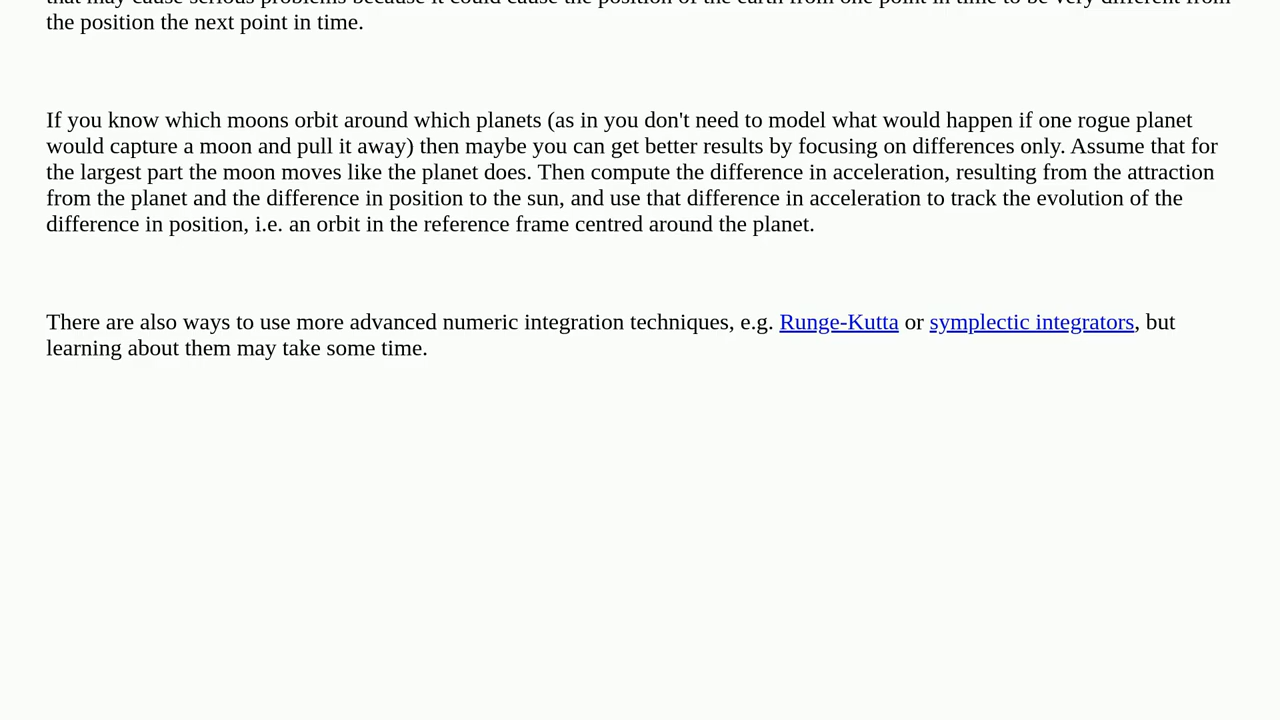 the position the next point in time.
If you know which moons orbit around which planets (as in you don't need to model what would happen if one rogue planet
would capture a moon and pull it away) then maybe you can get better results by focusing on differences only. Assume that for
the largest part the moon moves like the planet does. Then compute the difference in acceleration, resulting from the attraction
from the planet and the difference in position to the sun, and use that difference in acceleration to track the evolution of the
difference in position, i.e. an orbit in the reference frame centred around the planet.
There are also ways to use more advanced numeric integration techniques, e.g. Runge-Kutta or symplectic integrators, but
learning about them may take some time.